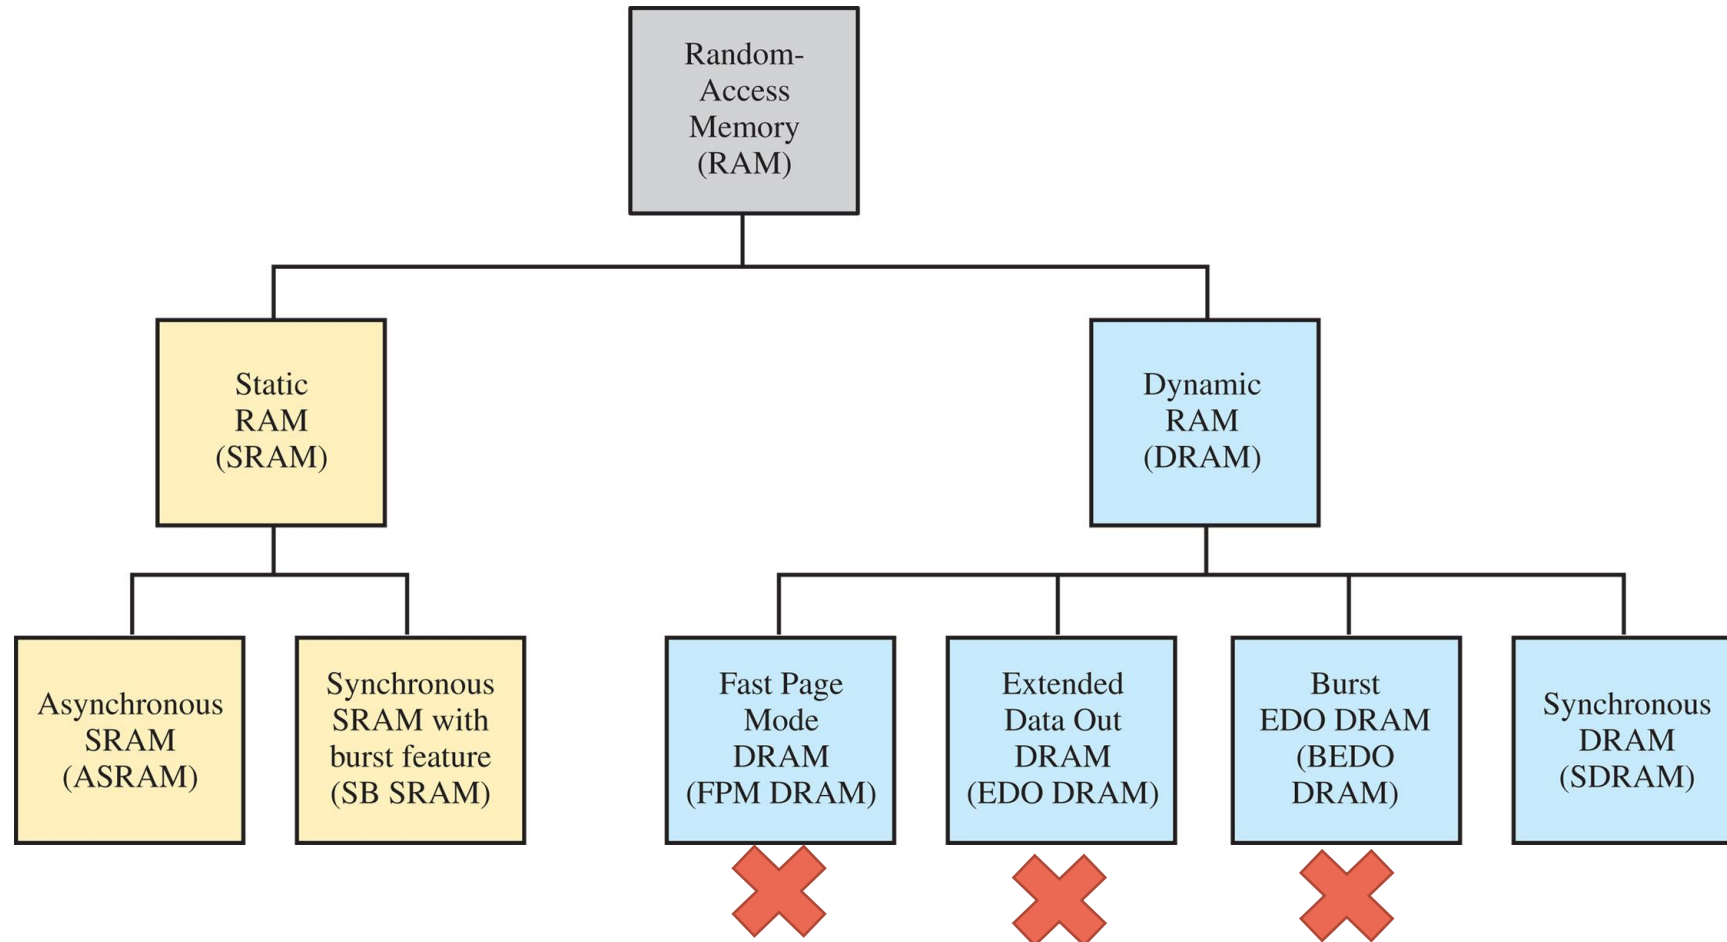 Random-
Access
Memory
(RAM)
Static
RAM
(SRAM)
Dynamic
RAM
(DRAM)
Asynchronous
SRAM
(ASRAM)
Synchronous
SRAM with
burst feature
(SB SRAM)
Fast Page
Mode
DRAM
(FPM DRAM)
Extended
Data Out
DRAM
(EDO DRAM)
Burst
EDO DRAM
(BEDO
DRAM)
Synchronous
DRAM
(SDRAM)